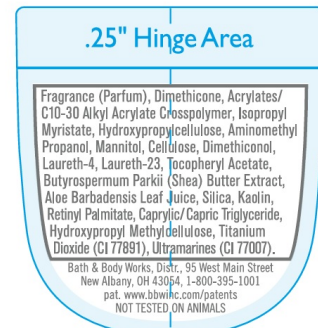 .25" Hinge Area
Fragrance (Parfum), Dimethicone, Acrylates/
C10-30 Alkyl Acrylate Crosspolymer, Isopropyl
Myristate, Hydroxypropylcellulose, Aminomethyl
Propanol, Mannitol, Cellulose, Dimethiconol,
Laureth-4, Laureth-23, Tocopheryl Acetate,
Butyrospermum Parkii (Shea) Butter Extract,
Aloe Barbadensis Leaf Juice, Silica, Kaolin,
Retinyl Palmitate, Caprylic/ Capric Triglyceride,
Hydroxypropyl Methylcellulose, Titanium
Dioxide (CI 77891), Ultramarines (CI 77007).
Bath & Body Works, Distr., 95 West Main Street
New Albany, OH 43054, 1-800-395-1001
pat. www.bbwinc.com/patents
NOT TESTED ON ANIMALS